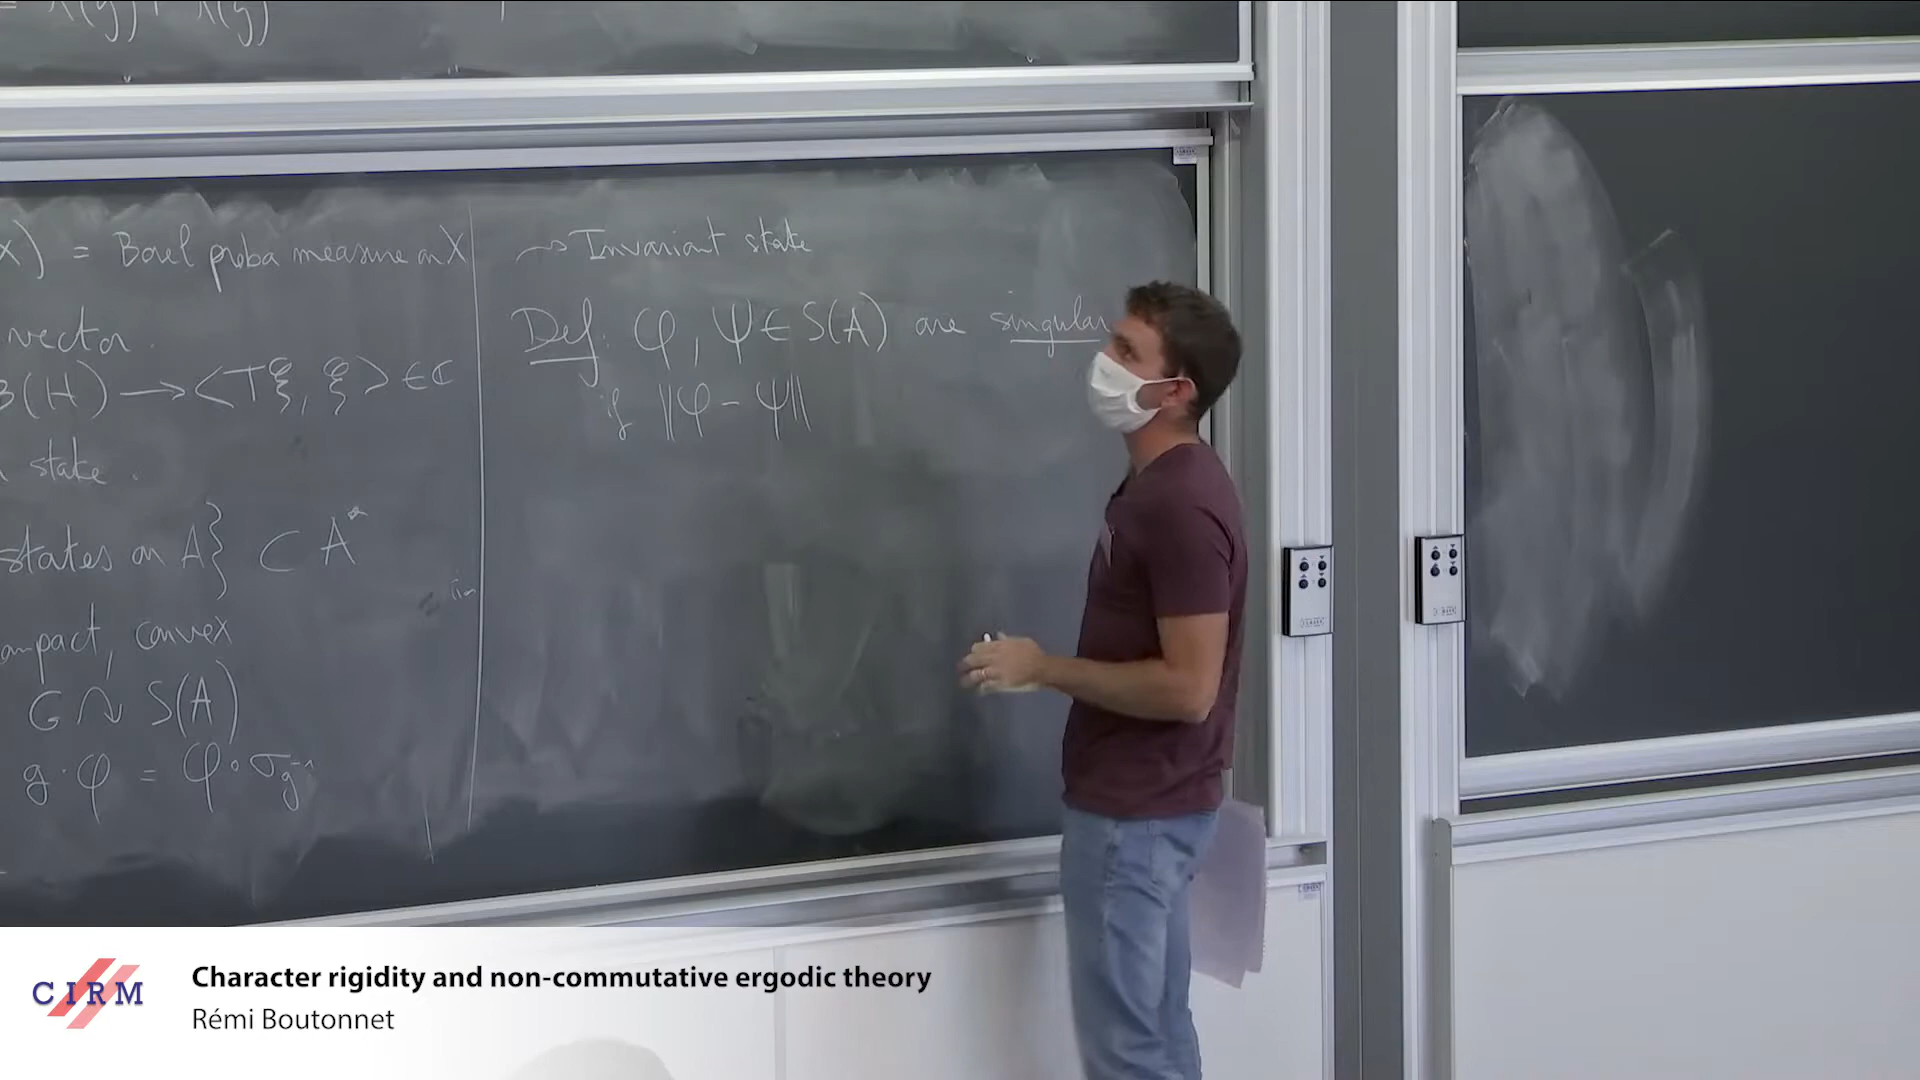 X) = Borel proba measure on X
vector.
B(H) → <Tξ, ξ> ∈ ℂ
state.
states on A} ⊂ A*
compact, convex
G ↷ S(A)
g·φ = φ∘σ_g⁻¹
⇝ Invariant state
Def: φ, ψ ∈ S(A) are singular
if ||φ - ψ||
CIRM
Character rigidity and non-commutative ergodic theory
Rémi Boutonnet